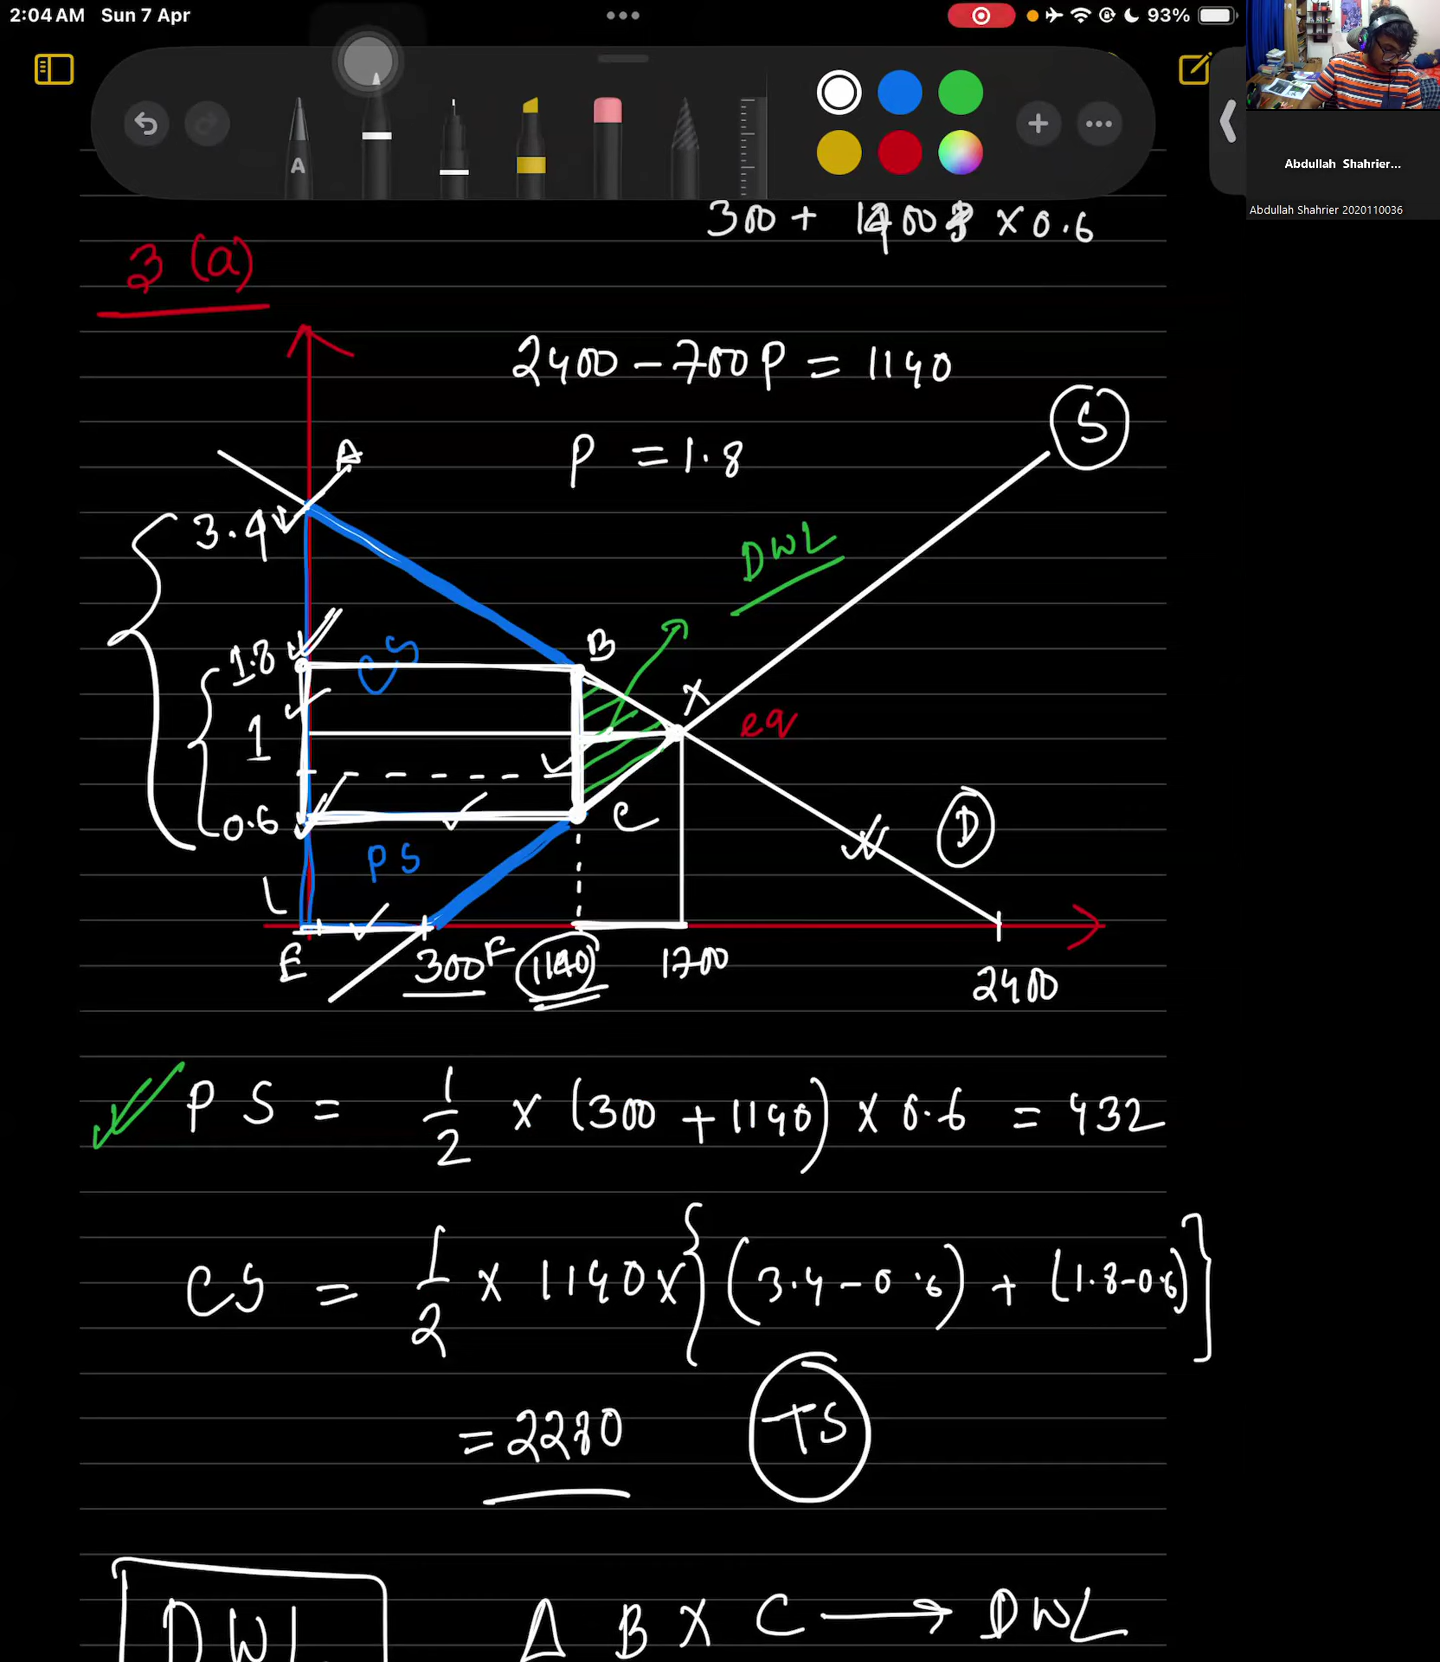 2:04 AM Sun 7 Apr
93%
A
Abdullah Shahrier...
Abdullah Shahrier 2020110036
300 + × 0.6
3 (a)
2400 - 700P = 1140
P = 1.8
S
A
3.4
DWL
1.8
CS
B
X
1
eq
0.6
C
D
PS
L
E
300 F
1140
1700
2400
PS = 1/2 × (300 + 1140) × 0.6 = 432
CS = 1/2 × 1140 × {(3.4 - 0.6) + (1.8 - 0.6)}
= 2280
TS
DWL
Δ B X C → DWL